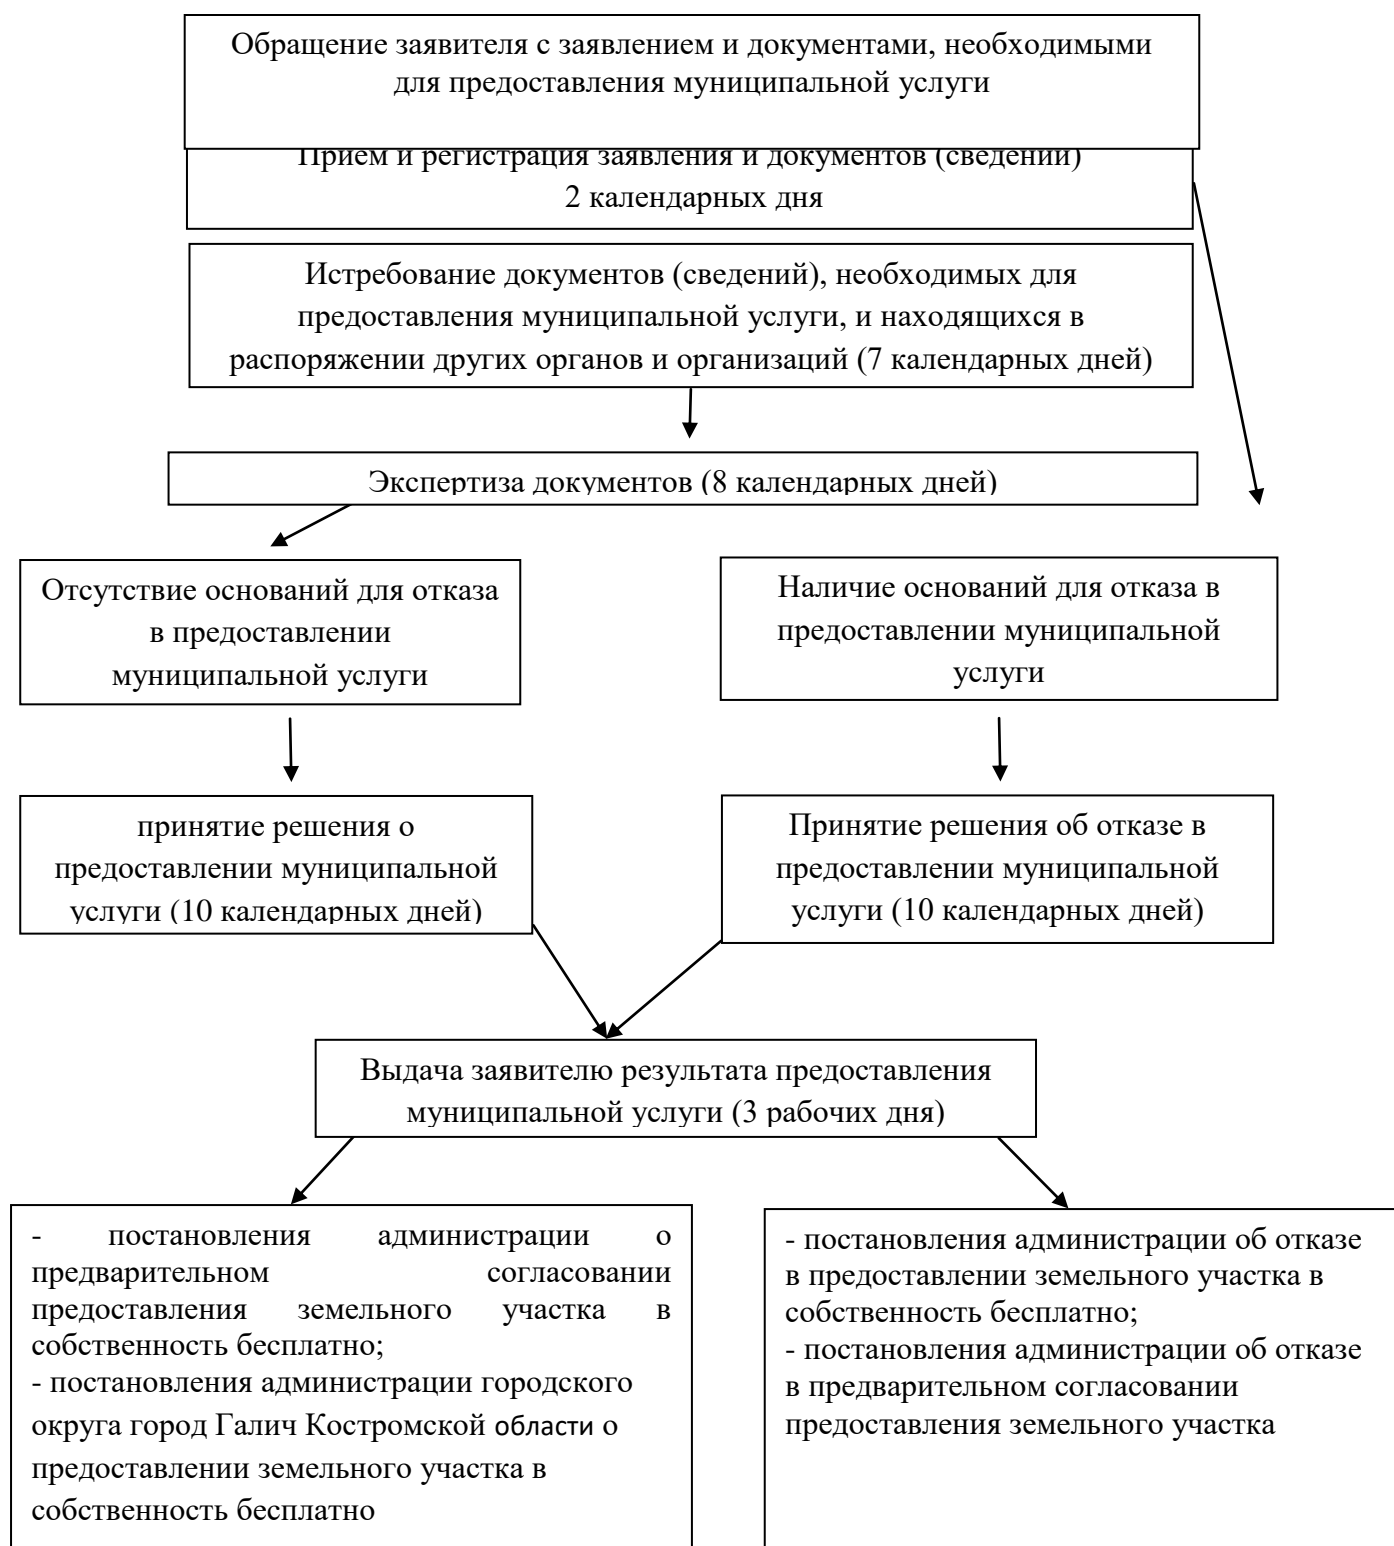 Обращение заявителя с заявлением и документами, необходимыми
для предоставления муниципальной услуги
Прием и регистрация заявления и документов (сведений)
2 календарных дня
Истребование документов (сведений), необходимых для
предоставления муниципальной услуги, и находящихся в
распоряжении других органов и организаций (7 календарных дней)
Экспертиза документов (8 календарных дней)
Отсутствие оснований для отказа
в предоставлении
муниципальной услуги
Наличие оснований для отказа в
предоставлении муниципальной
услуги
принятие решения о
предоставлении муниципальной
услуги (10 календарных дней)
Принятие решения об отказе в
предоставлении муниципальной
услуги (10 календарных дней)
Выдача заявителю результата предоставления
муниципальной услуги (3 рабочих дня)
- постановления администрации о
предварительном согласовании
предоставления земельного участка в
собственность бесплатно;
- постановления администрации городского
округа город Галич Костромской области о
предоставлении земельного участка в
собственность бесплатно
- постановления администрации об отказе
в предоставлении земельного участка в
собственность бесплатно;
- постановления администрации об отказе
в предварительном согласовании
предоставления земельного участка